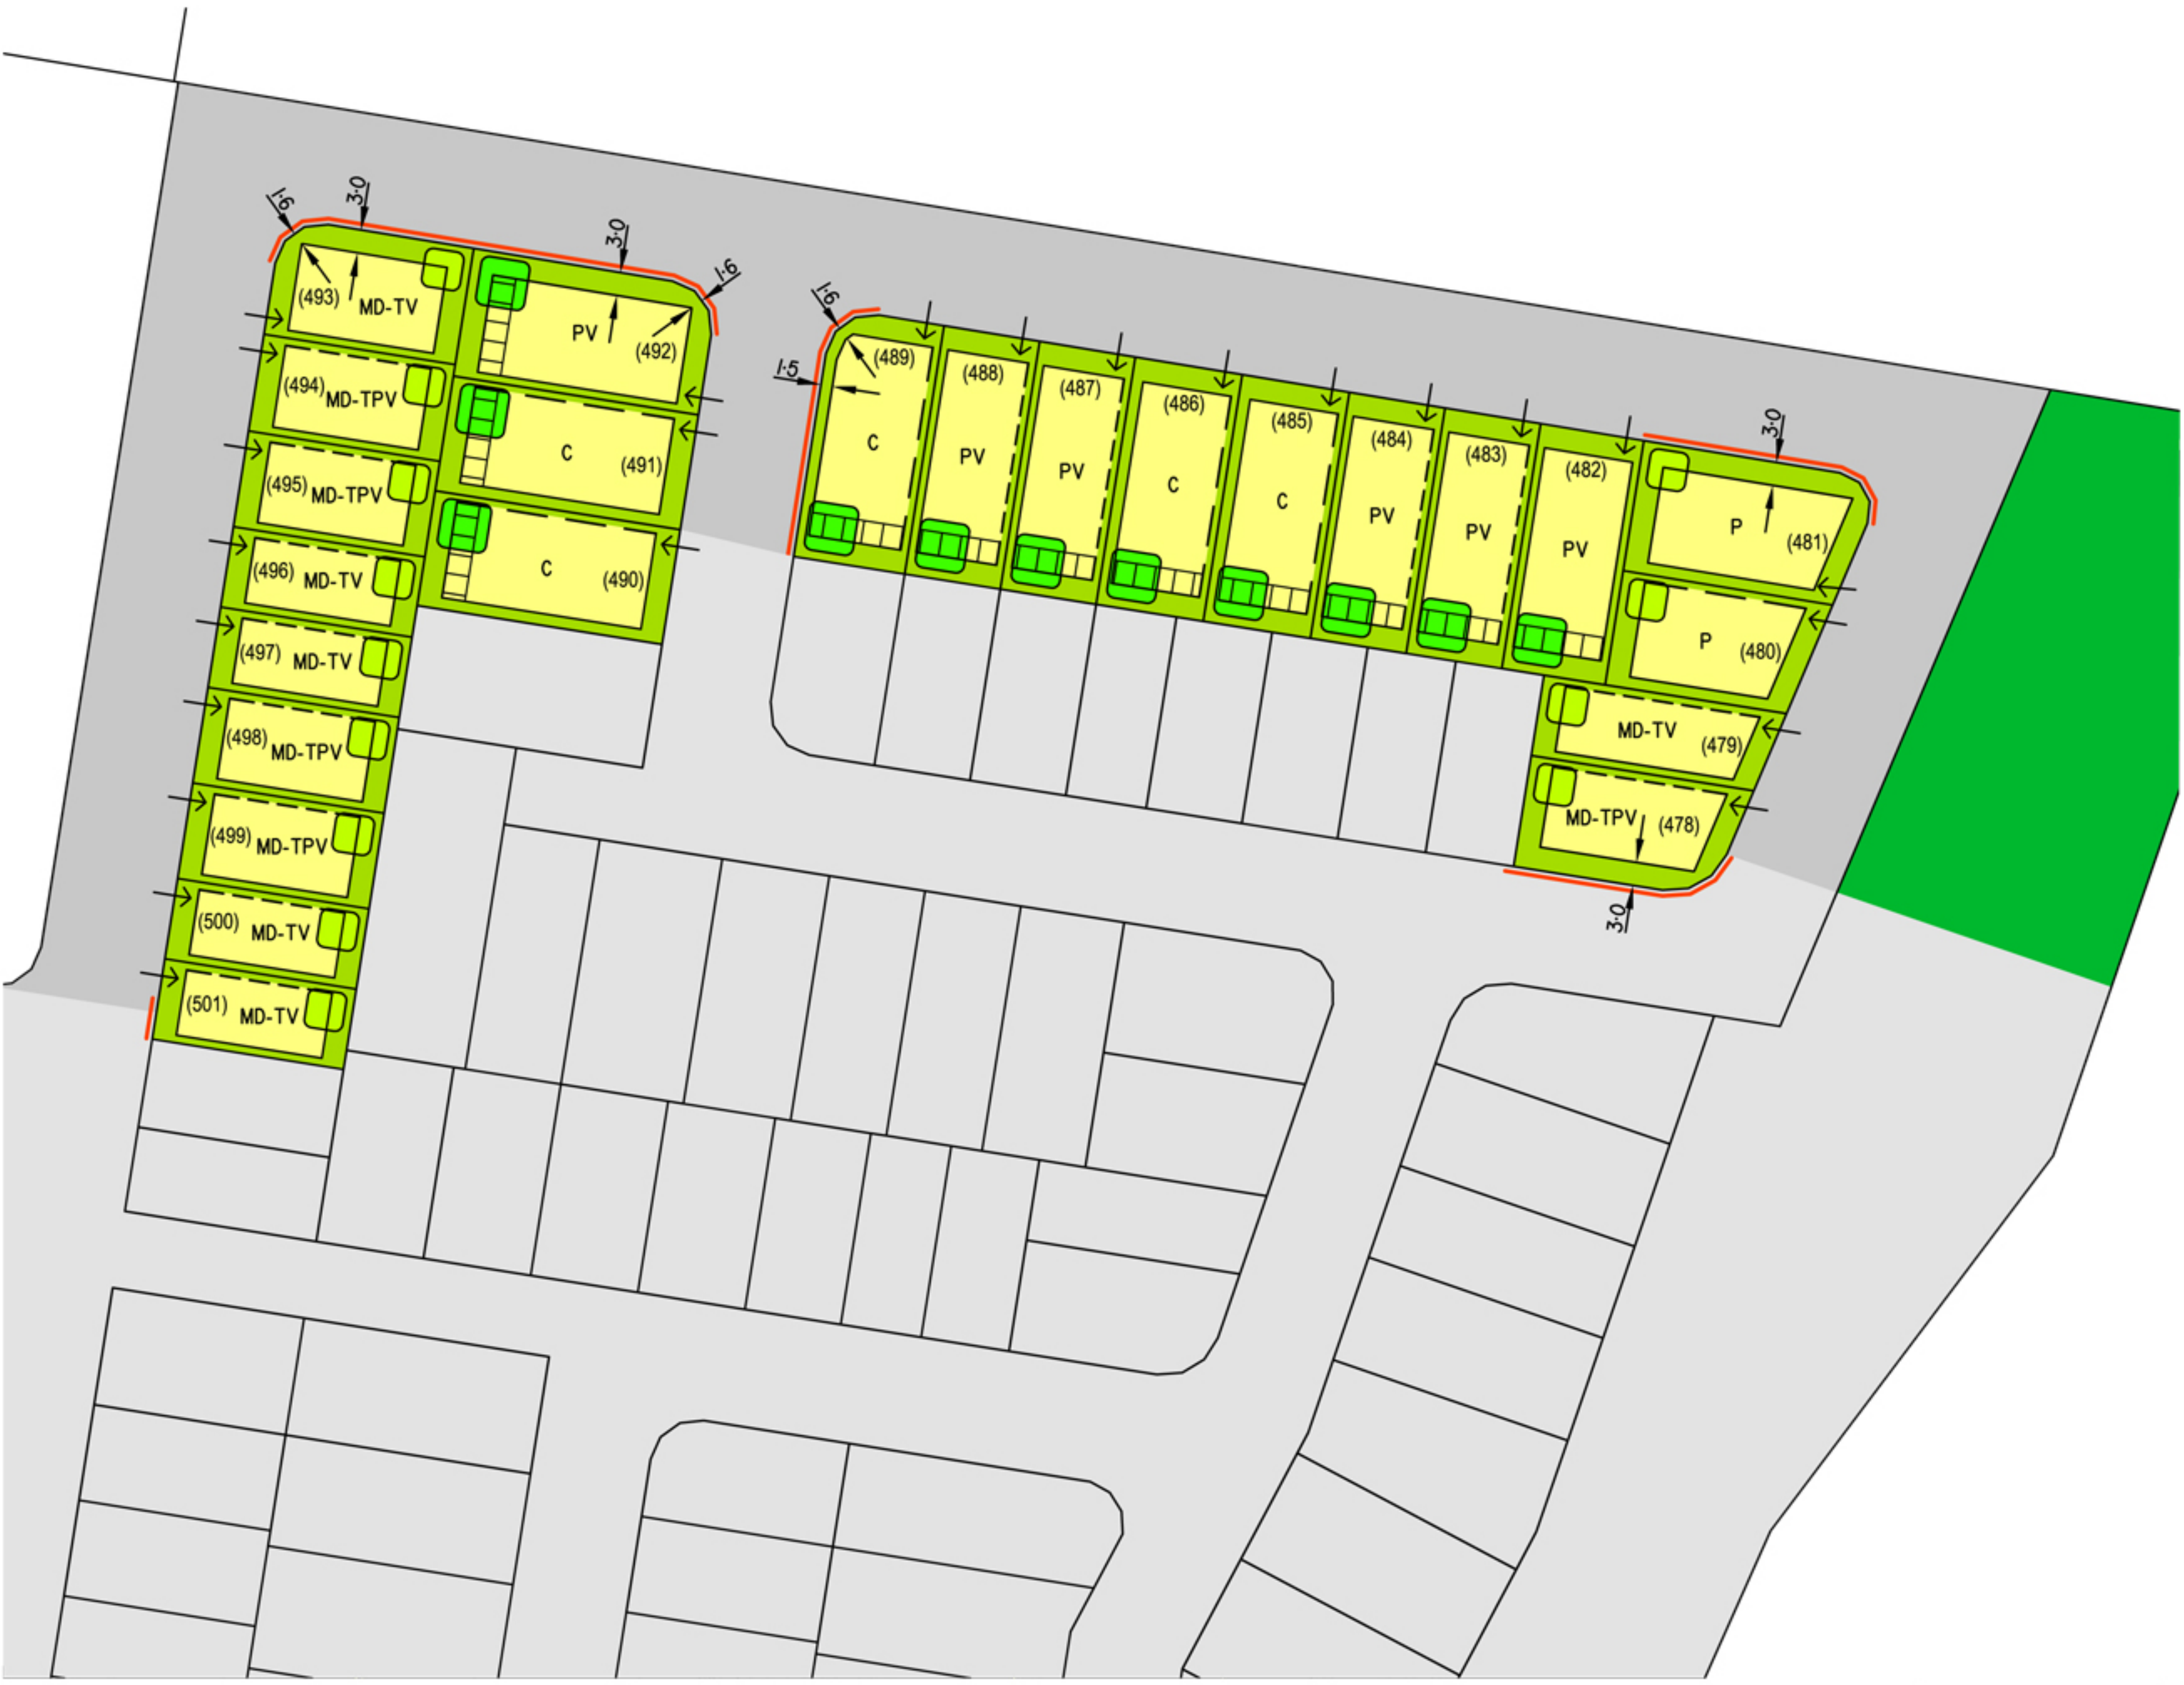 1·6
3·0
3·0
1·6
(493)
MD-TV
PV
(492)
(494)
MD-TPV
C
(491)
(495)
MD-TPV
(496)
MD-TV
C
(490)
(497)
MD-TV
(498)
MD-TPV
(499)
MD-TPV
(500)
MD-TV
(501)
MD-TV
1·6
1·5
(489)
C
(488)
PV
(487)
PV
(486)
C
(485)
C
(484)
PV
(483)
PV
(482)
PV
3·0
P
(481)
P
(480)
MD-TV
(479)
MD-TPV
(478)
3·0